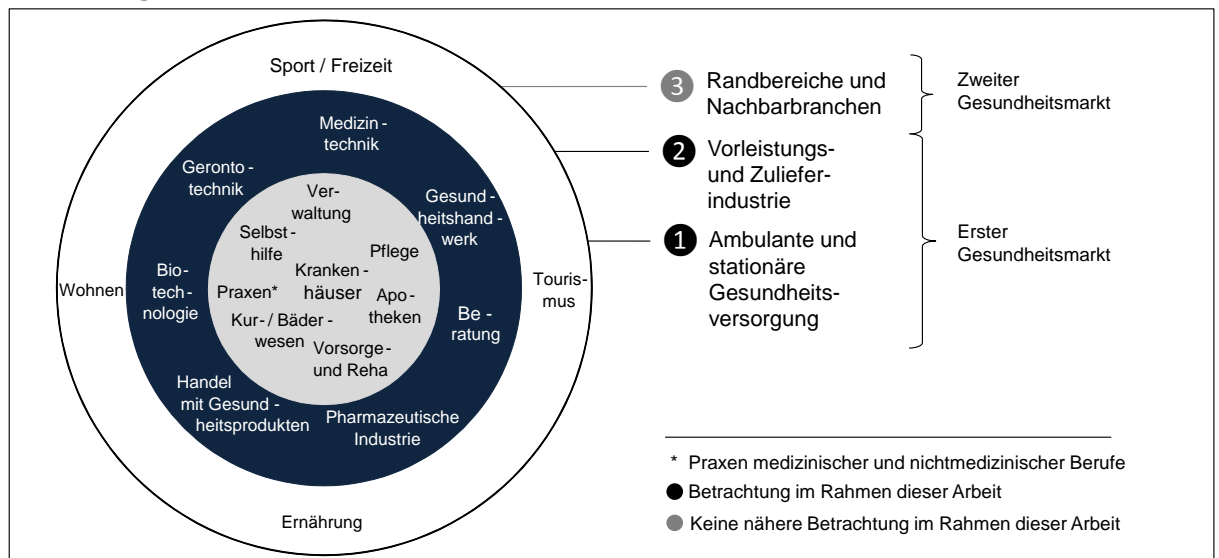 Sport / Freizeit
Medizin -
technik
Geronto -
technik
Gesund -
heitshand -
werk
Bio-
tech-
nologie
Be -
ratung
Handel
mit Gesund -
heitsprodukten
Pharmazeutische
Industrie
Ver-
waltung
Selbst-
hilfe
Pflege
Kranken -
häuser
Praxen*
Apo -
theken
Kur- / Bäder -
wesen
Vorsorge -
und Reha
Wohnen
Touris-
mus
Ernährung
3 Randbereiche und
Nachbarbranchen
Zweiter
Gesundheitsmarkt
2 Vorleistungs-
und Zuliefer-
industrie
1 Ambulante und
stationäre
Gesundheits-
versorgung
Erster
Gesundheitsmarkt
* Praxen medizinischer und nichtmedizinischer Berufe
Betrachtung im Rahmen dieser Arbeit
Keine nähere Betrachtung im Rahmen dieser Arbeit